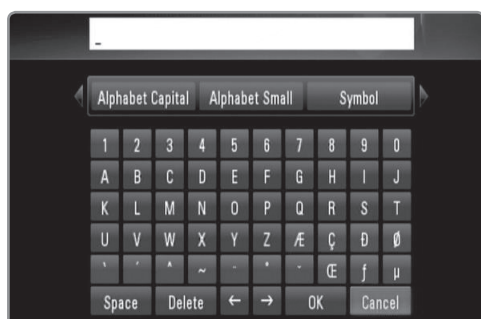 _
Alphabet Capital Alphabet Small Symbol
1 2 3 4 5 6 7 8 9 0
A B C D E F G H I J
K L M N O P Q R S T
U V W X Y Z Æ Ç Ð Ø
` ´ ^ ~ ¨ ° - Œ ƒ µ
Space Delete ← → OK Cancel